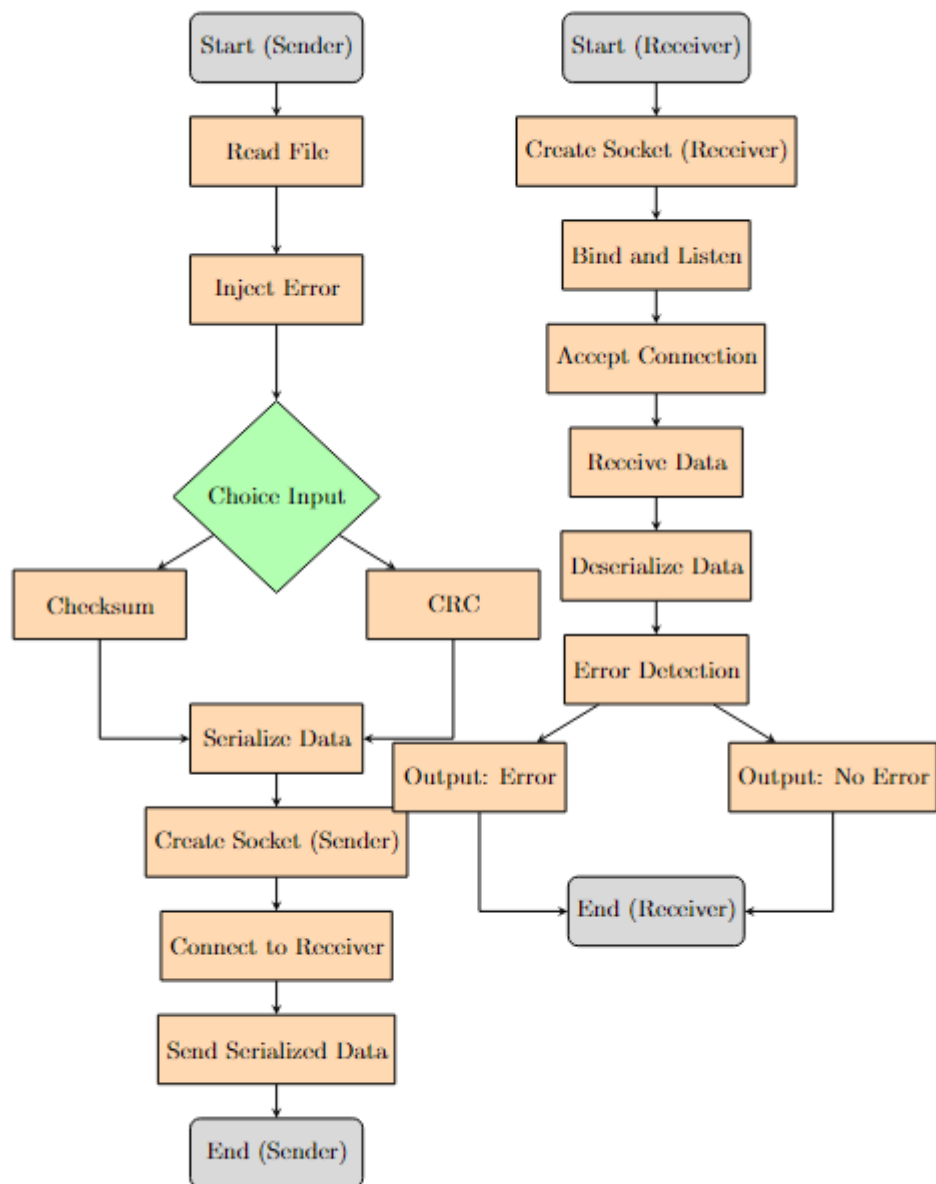 Start (Sender)
Read File
Inject Error
Choice Input
Checksum
CRC
Serialize Data
Create Socket (Sender)
Connect to Receiver
Send Serialized Data
End (Sender)
Start (Receiver)
Create Socket (Receiver)
Bind and Listen
Accept Connection
Receive Data
Deserialize Data
Error Detection
Output: Error
Output: No Error
End (Receiver)